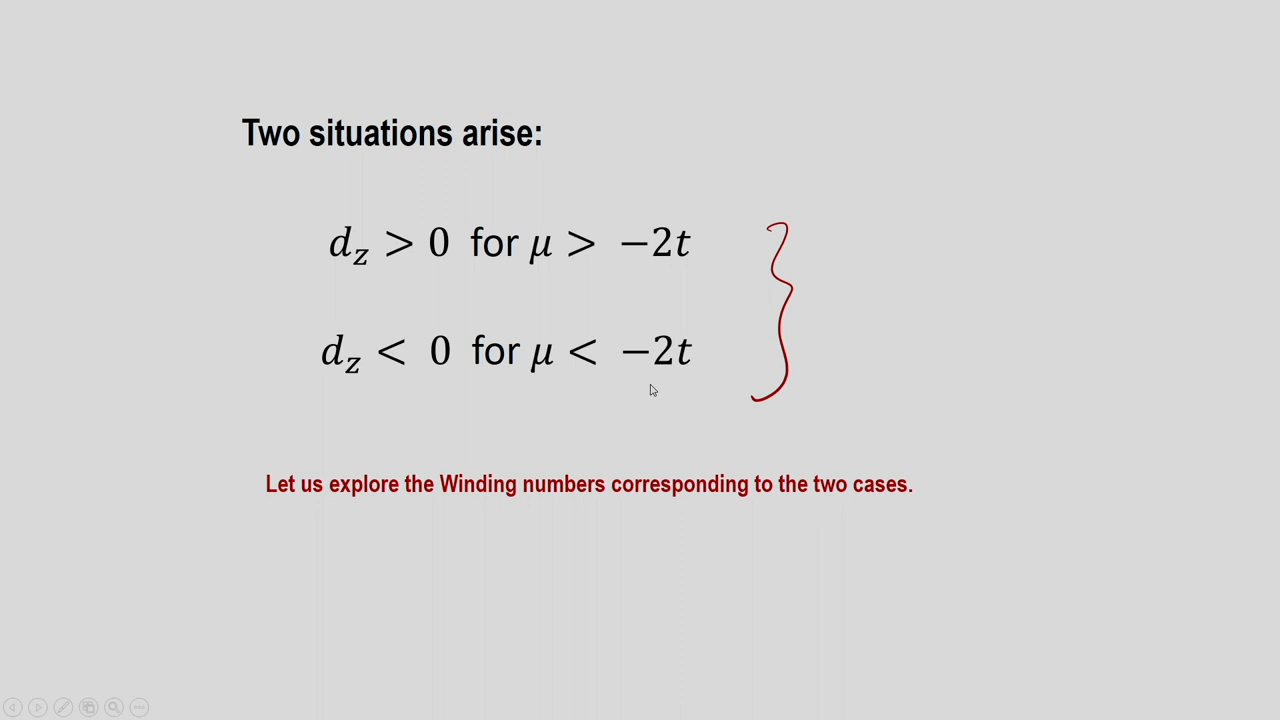 Two situations arise:
d_z > 0 for μ > −2t
d_z < 0 for μ < −2t
Let us explore the Winding numbers corresponding to the two cases.